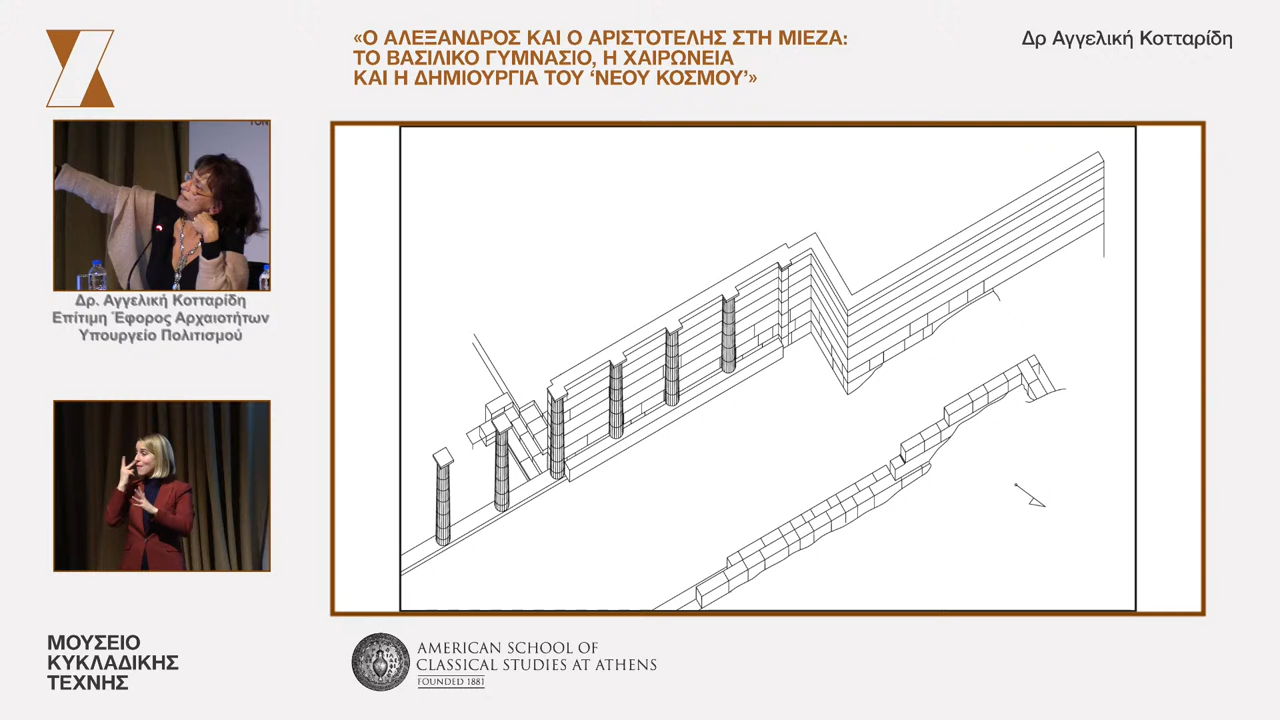 «Ο ΑΛΕΞΑΝΔΡΟΣ ΚΑΙ Ο ΑΡΙΣΤΟΤΕΛΗΣ ΣΤΗ ΜΙΕΖΑ:
ΤΟ ΒΑΣΙΛΙΚΟ ΓΥΜΝΑΣΙΟ, Η ΧΑΙΡΩΝΕΙΑ
ΚΑΙ Η ΔΗΜΙΟΥΡΓΙΑ ΤΟΥ ‘ΝΕΟΥ ΚΟΣΜΟΥ’»
Δρ Αγγελική Κοτταρίδη
ΤΟΝ
Δρ. Αγγελική Κοτταρίδη
Επίτιμη Έφορος Αρχαιοτήτων
Υπουργείο Πολιτισμού
ΜΟΥΣΕΙΟ
ΚΥΚΛΑΔΙΚΗΣ
ΤΕΧΝΗΣ
AMERICAN SCHOOL OF
CLASSICAL STUDIES AT ATHENS
FOUNDED 1881